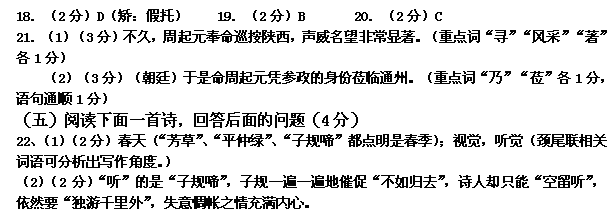 18. （2分）D（矫：假托） 19. （2分）B 20. （2分）C
21.（1）（3分）不久，周起元奉命巡按陕西，声威名望非常显著。（重点词“寻”“风采”“著”
各1分）
（2）（3分）（朝廷）于是命周起元凭参政的身份莅临通州。（重点词“乃”“莅”各1分，
语句通顺1分）
（五）阅读下面一首诗，回答后面的问题（4分）
22、(1)(2分)春天(“芳草”、“平仲绿”、“子规啼”都点明是春季)；视觉，听觉(颈尾联相关
词语可分析出写作角度。)
(2)(2分)“听”的是“子规啼”，子规一遍一遍地催促“不如归去”，诗人却只能“空留听”，
依然要“独游千里外”，失意惆怅之情充满内心。